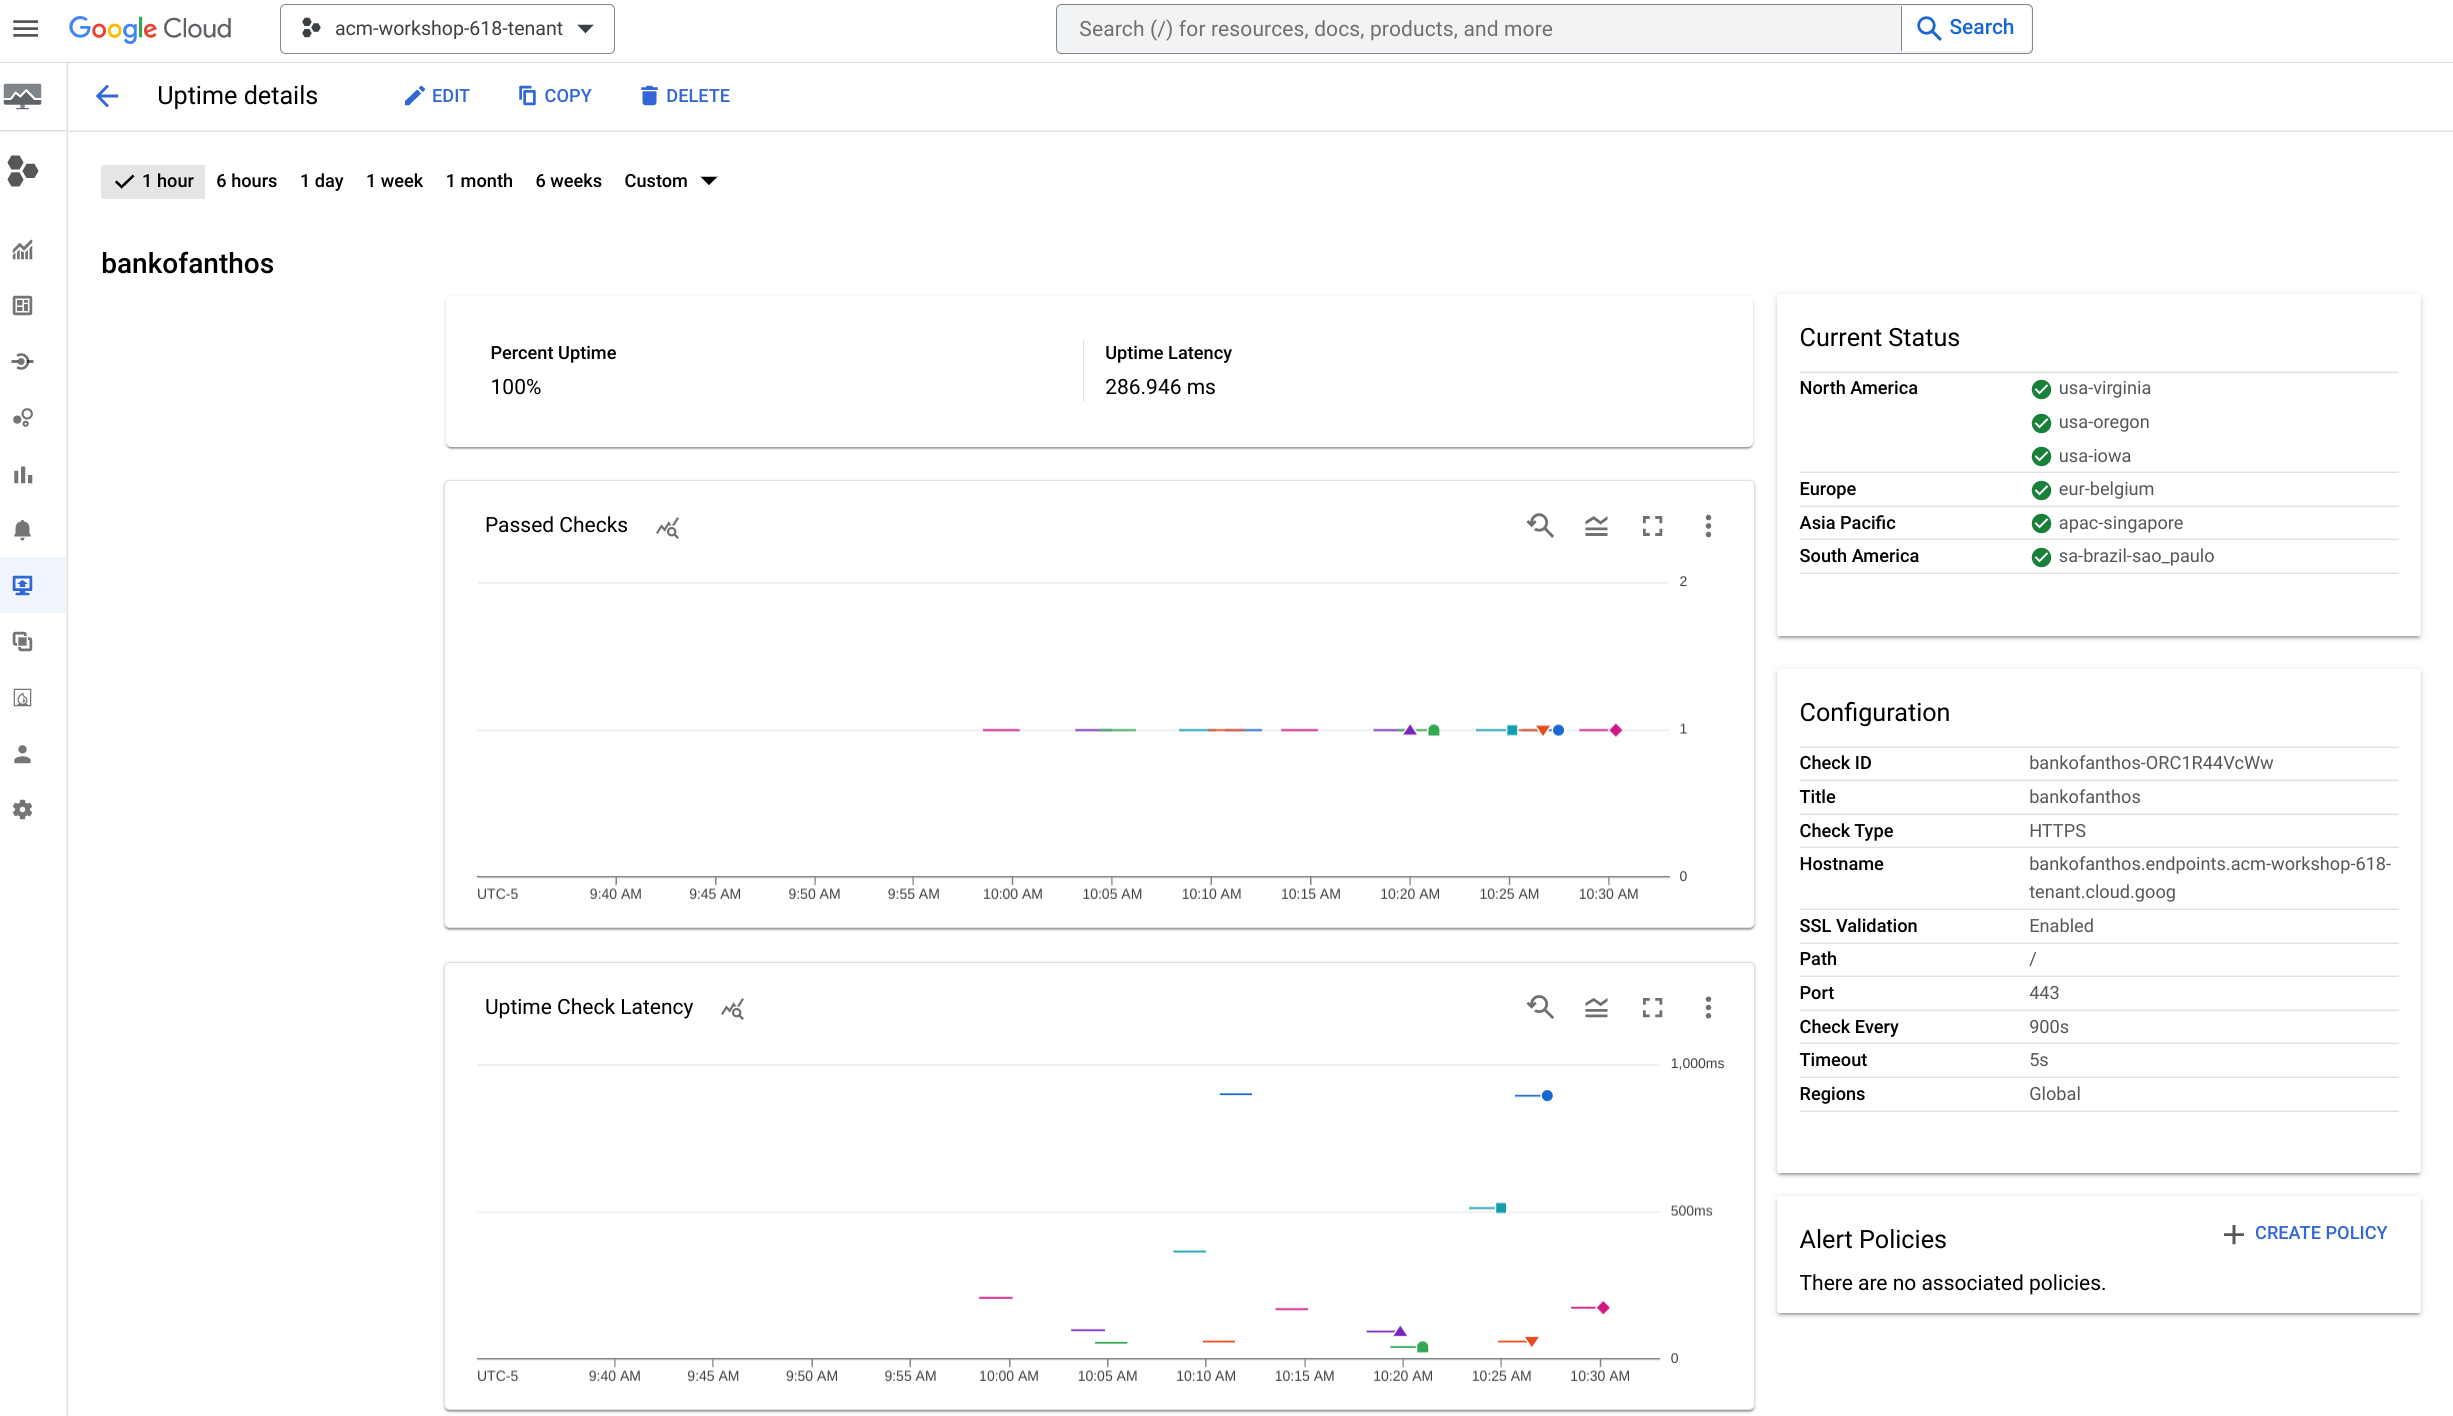 Google Cloud
acm-workshop-618-tenant
Search (/) for resources, docs, products, and more
Search
Uptime details
EDIT
COPY
DELETE
1 hour
6 hours
1 day
1 week
1 month
6 weeks
Custom
bankofanthos
Percent Uptime
100%
Uptime Latency
286.946 ms
Passed Checks
2
1
0
UTC-5
9:40 AM
9:45 AM
9:50 AM
9:55 AM
10:00 AM
10:05 AM
10:10 AM
10:15 AM
10:20 AM
10:25 AM
10:30 AM
Uptime Check Latency
1,000ms
500ms
0
UTC-5
9:40 AM
9:45 AM
9:50 AM
9:55 AM
10:00 AM
10:05 AM
10:10 AM
10:15 AM
10:20 AM
10:25 AM
10:30 AM
Current Status
North America
usa-virginia
usa-oregon
usa-iowa
Europe
eur-belgium
Asia Pacific
apac-singapore
South America
sa-brazil-sao_paulo
Configuration
Check ID
bankofanthos-ORC1R44VcWw
Title
bankofanthos
Check Type
HTTPS
Hostname
bankofanthos.endpoints.acm-workshop-618-
tenant.cloud.goog
SSL Validation
Enabled
Path
/
Port
443
Check Every
900s
Timeout
5s
Regions
Global
Alert Policies
CREATE POLICY
There are no associated policies.